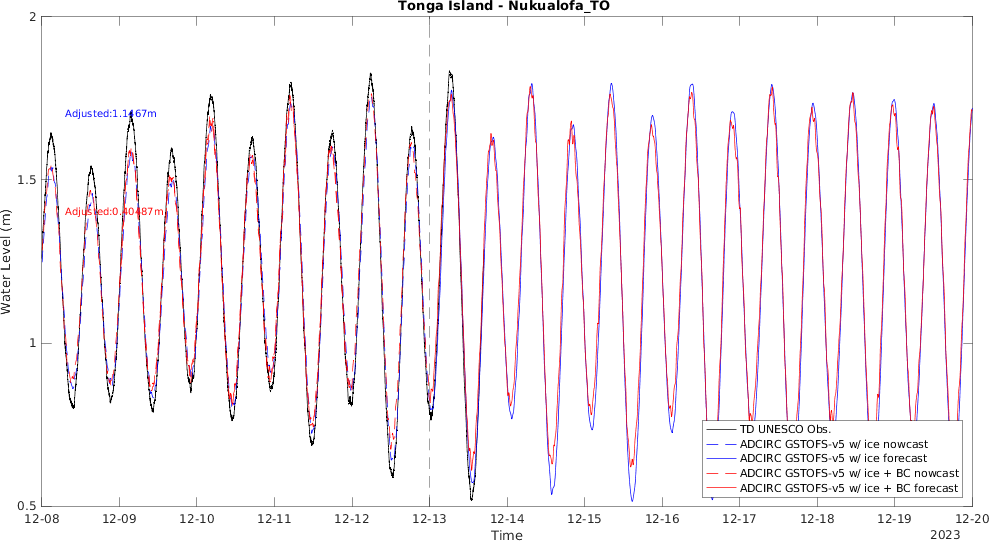 Tonga Island - Nukualofa_TO
2
Adjusted:1.1467m
1.5
Adjusted:0.40487m
Water Level (m)
1
TD UNESCO Obs.
ADCIRC GSTOFS-v5 w/ ice nowcast
ADCIRC GSTOFS-v5 w/ ice forecast
ADCIRC GSTOFS-v5 w/ ice + BC nowcast
ADCIRC GSTOFS-v5 w/ ice + BC forecast
0.5
12-08 12-09 12-10 12-11 12-12 12-13 12-14 12-15 12-16 12-17 12-18 12-19 12-20
Time
2023